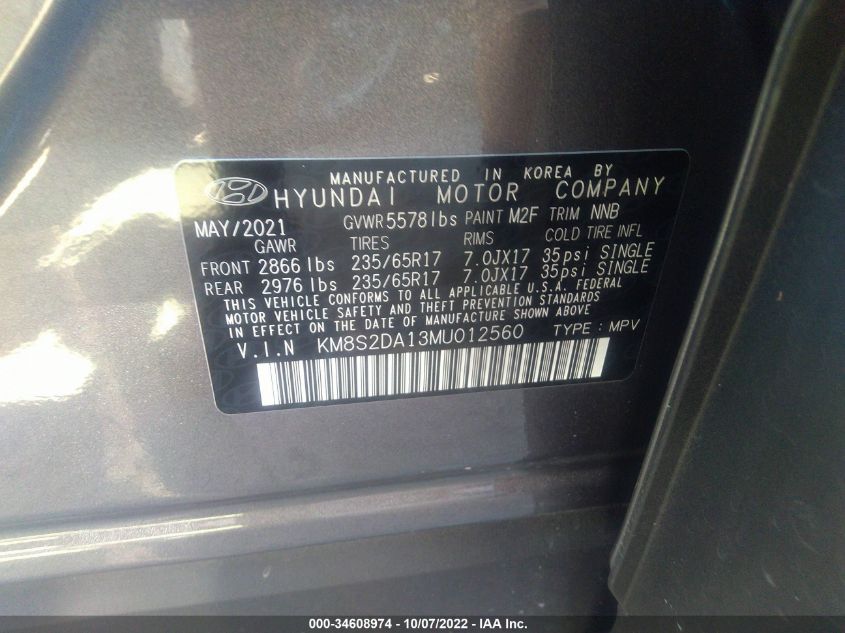 MANUFACTURED IN KOREA BY
HYUNDAI MOTOR COMPANY
MAY/2021 GVWR 5578lbs PAINT M2F TRIM NNB
GAWR TIRES RIMS COLD TIRE INFL
FRONT 2866 lbs 235/65R17 7.0JX17 35psi SINGLE
REAR 2976 lbs 235/65R17 7.0JX17 35psi SINGLE
THIS VEHICLE CONFORMS TO ALL APPLICABLE U.S.A. FEDERAL
MOTOR VEHICLE SAFETY AND THEFT PREVENTION STANDARDS
IN EFFECT ON THE DATE OF MANUFACTURE SHOWN ABOVE
V.I.N KM8S2DA13MU012560 TYPE : MPV
000-34608974 - 10/07/2022 - IAA Inc.